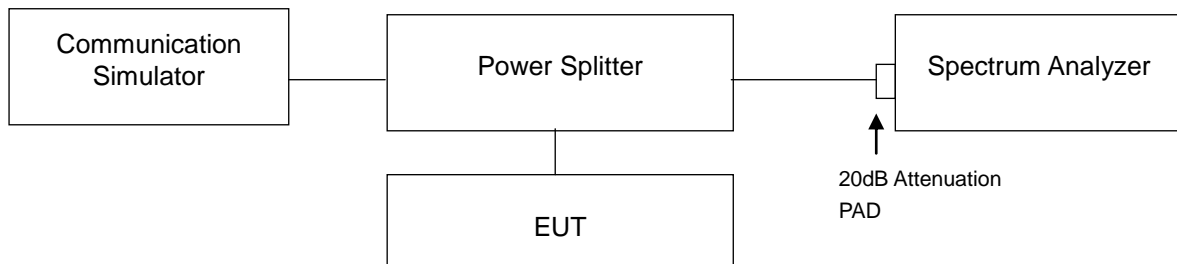 Communication
Simulator
Power Splitter
Spectrum Analyzer
20dB Attenuation
PAD
EUT